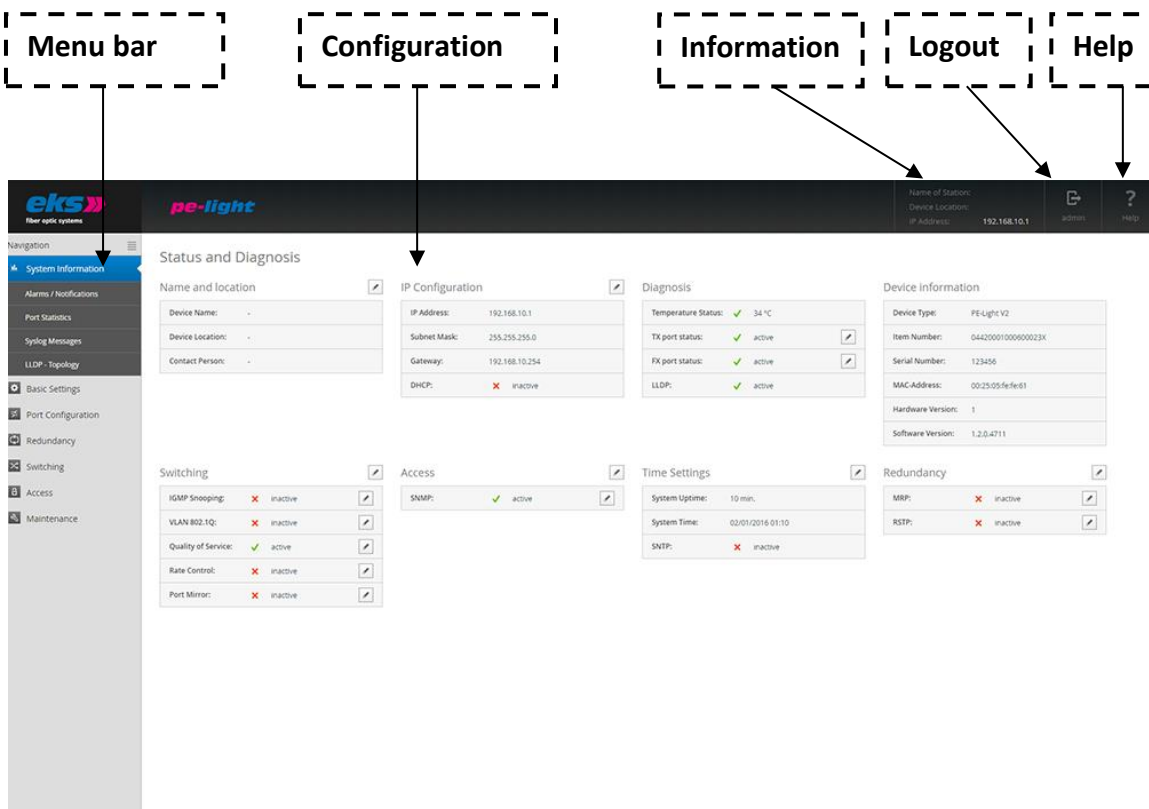 Menu bar
Configuration
Information
Logout
Help
eks
fiber optic systems
pe-light
Name of Station:
Device Location:
IP Address: 192.168.10.1
admin
Help
Navigation
System Information
Alarms / Notifications
Port Statistics
Syslog Messages
LLDP - Topology
Basic Settings
Port Configuration
Redundancy
Switching
Access
Maintenance
Status and Diagnosis
Name and location
Device Name: -
Device Location: -
Contact Person: -
IP Configuration
IP Address: 192.168.10.1
Subnet Mask: 255.255.255.0
Gateway: 192.168.10.254
DHCP: inactive
Diagnosis
Temperature Status: 34 °C
TX port status: active
FX port status: active
LLDP: active
Device information
Device Type: PE-Light V2
Item Number: 04420001000600023X
Serial Number: 123456
MAC-Address: 00:25:05:fe:fe:61
Hardware Version: 1
Software Version: 1.2.0.4711
Switching
IGMP Snooping: inactive
VLAN 802.1Q: inactive
Quality of Service: active
Rate Control: inactive
Port Mirror: inactive
Access
SNMP: active
Time Settings
System Uptime: 10 min.
System Time: 02/01/2016 01:10
SNTP: inactive
Redundancy
MRP: inactive
RSTP: inactive